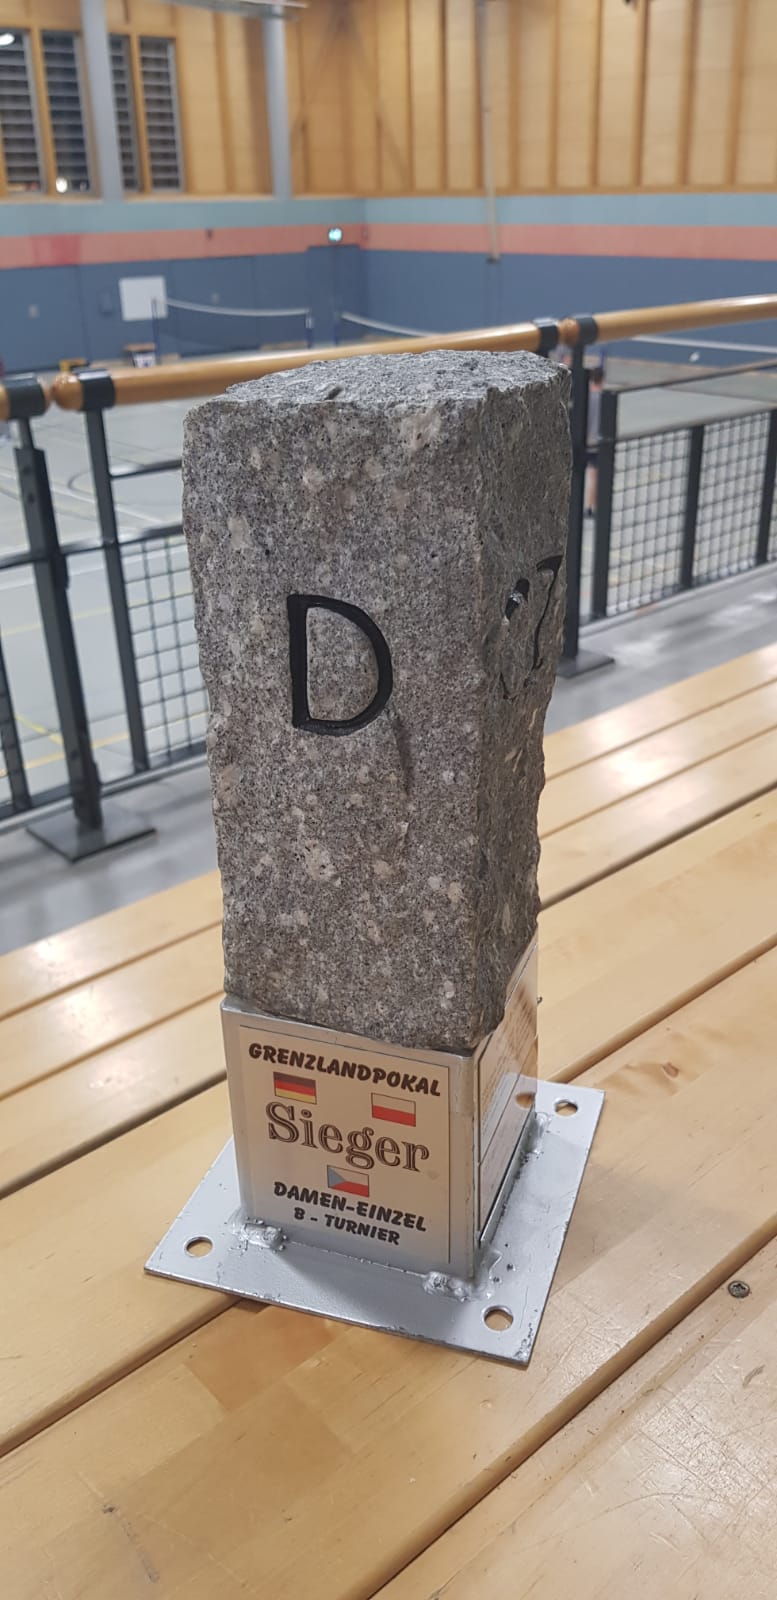 D
GRENZLANDPOKAL
Sieger
DAMEN-EINZEL
B - TURNIER